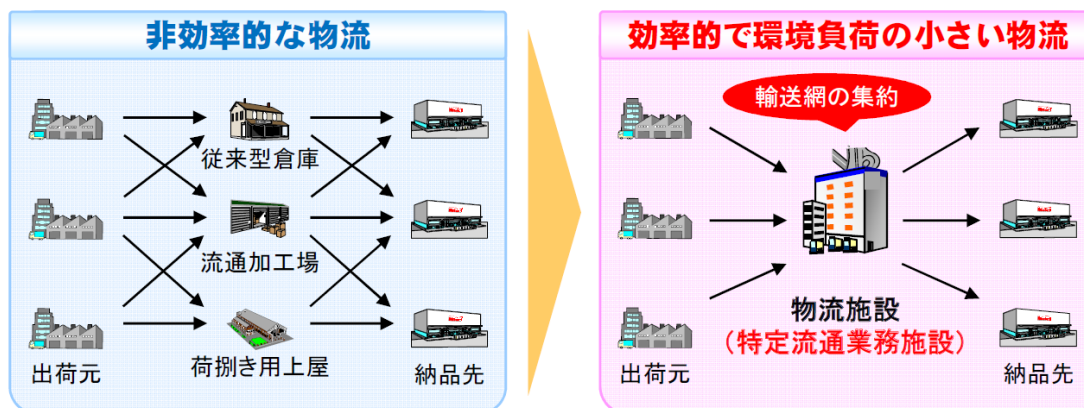 非効率的な物流
従来型倉庫
流通加工場
荷捌き用上屋
出荷元
納品先
効率的で環境負荷の小さい物流
輸送網の集約
物流施設
（特定流通業務施設）
出荷元
納品先